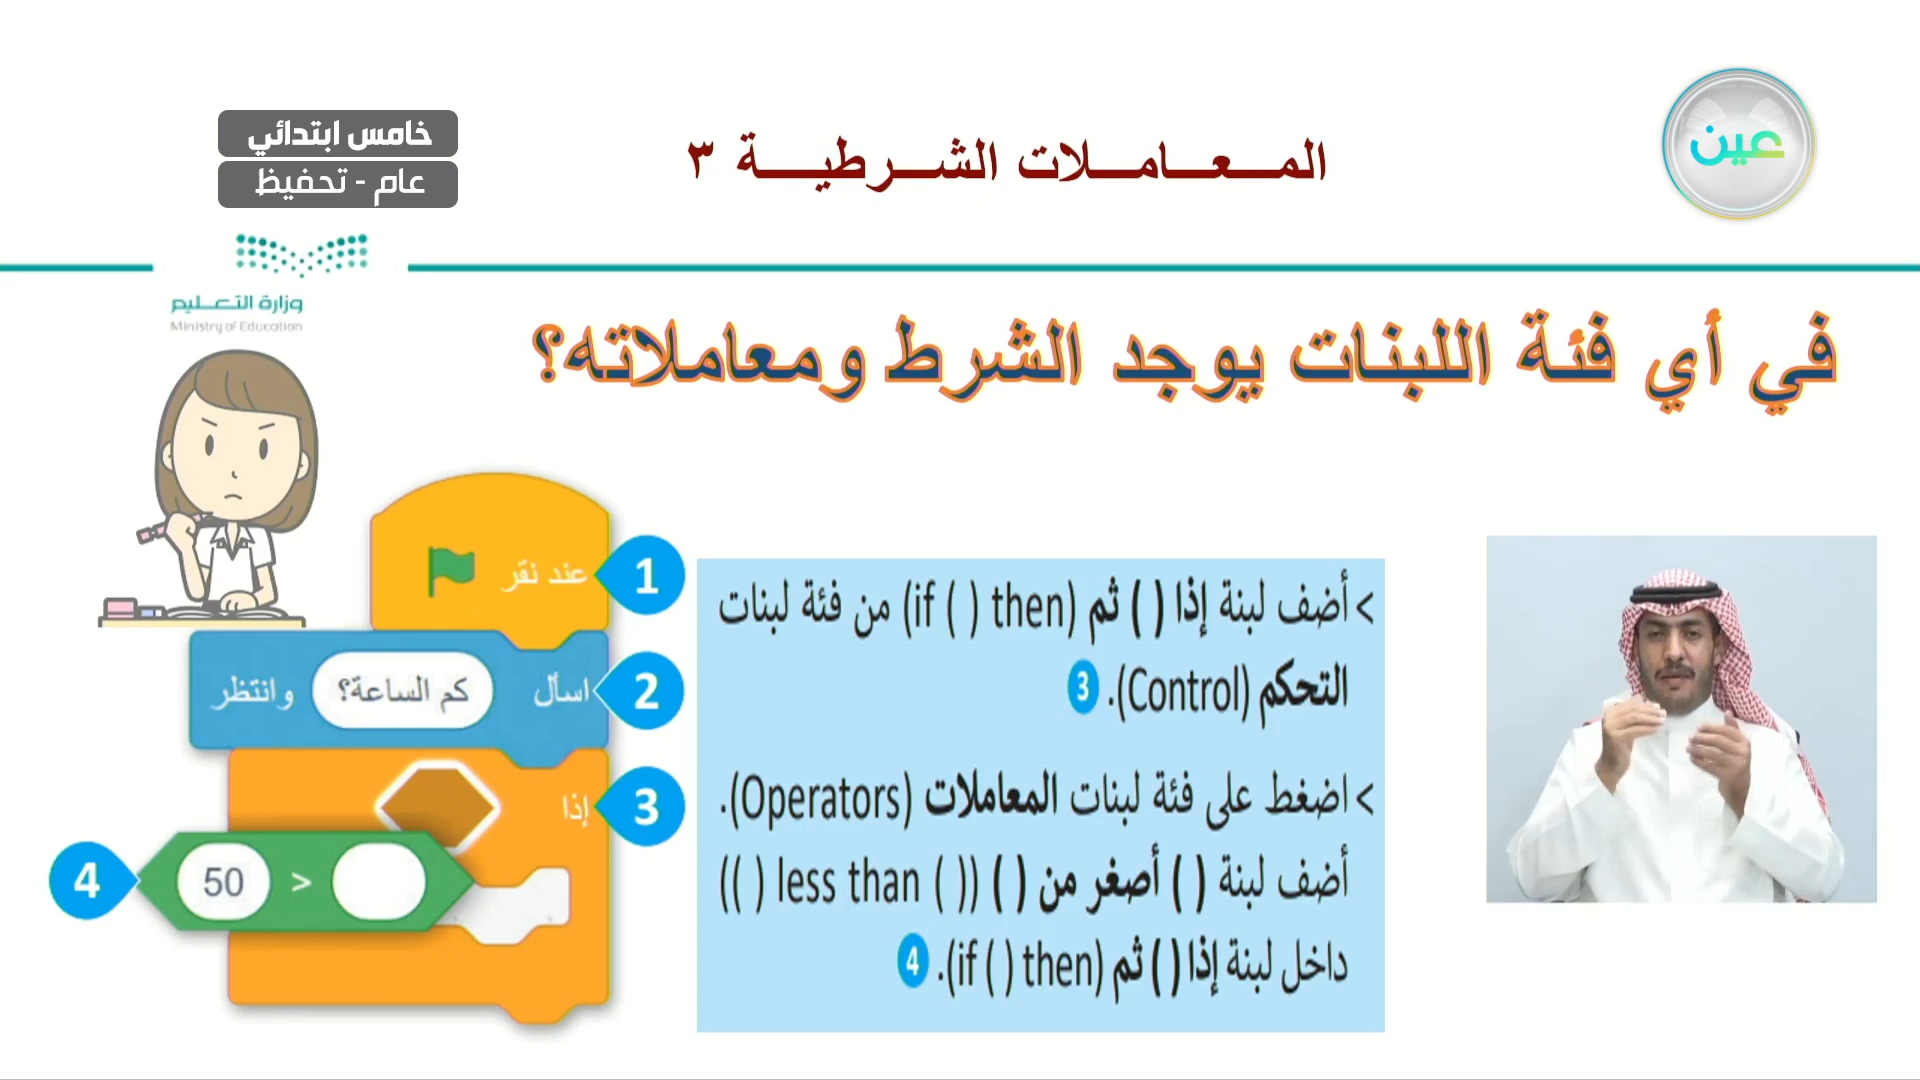 خامس ابتدائي
عام - تحفيظ
المـعـامـلات الشـرطيـة ٣
عين
وزارة التعليم
Ministry of Education
في أي فئة اللبنات يوجد الشرط ومعاملاته؟
عند نقر
1
اسأل كم الساعة؟ وانتظر
2
إذا
3
50 > 
4
> أضف لبنة إذا ( ) ثم (if ( ) then) من فئة لبنات
التحكم (Control). 3
> اضغط على فئة لبنات المعاملات (Operators).
أضف لبنة ( ) أصغر من ( ) (( ) less than ( ))
داخل لبنة إذا ( ) ثم (if ( ) then). 4